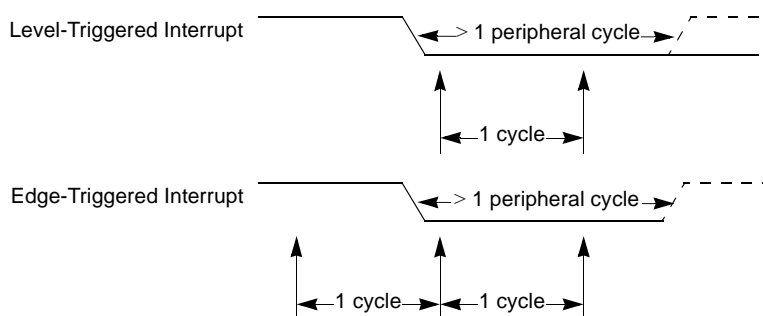 Level-Triggered Interrupt
> 1 peripheral cycle
1 cycle
Edge-Triggered Interrupt
> 1 peripheral cycle
1 cycle
1 cycle